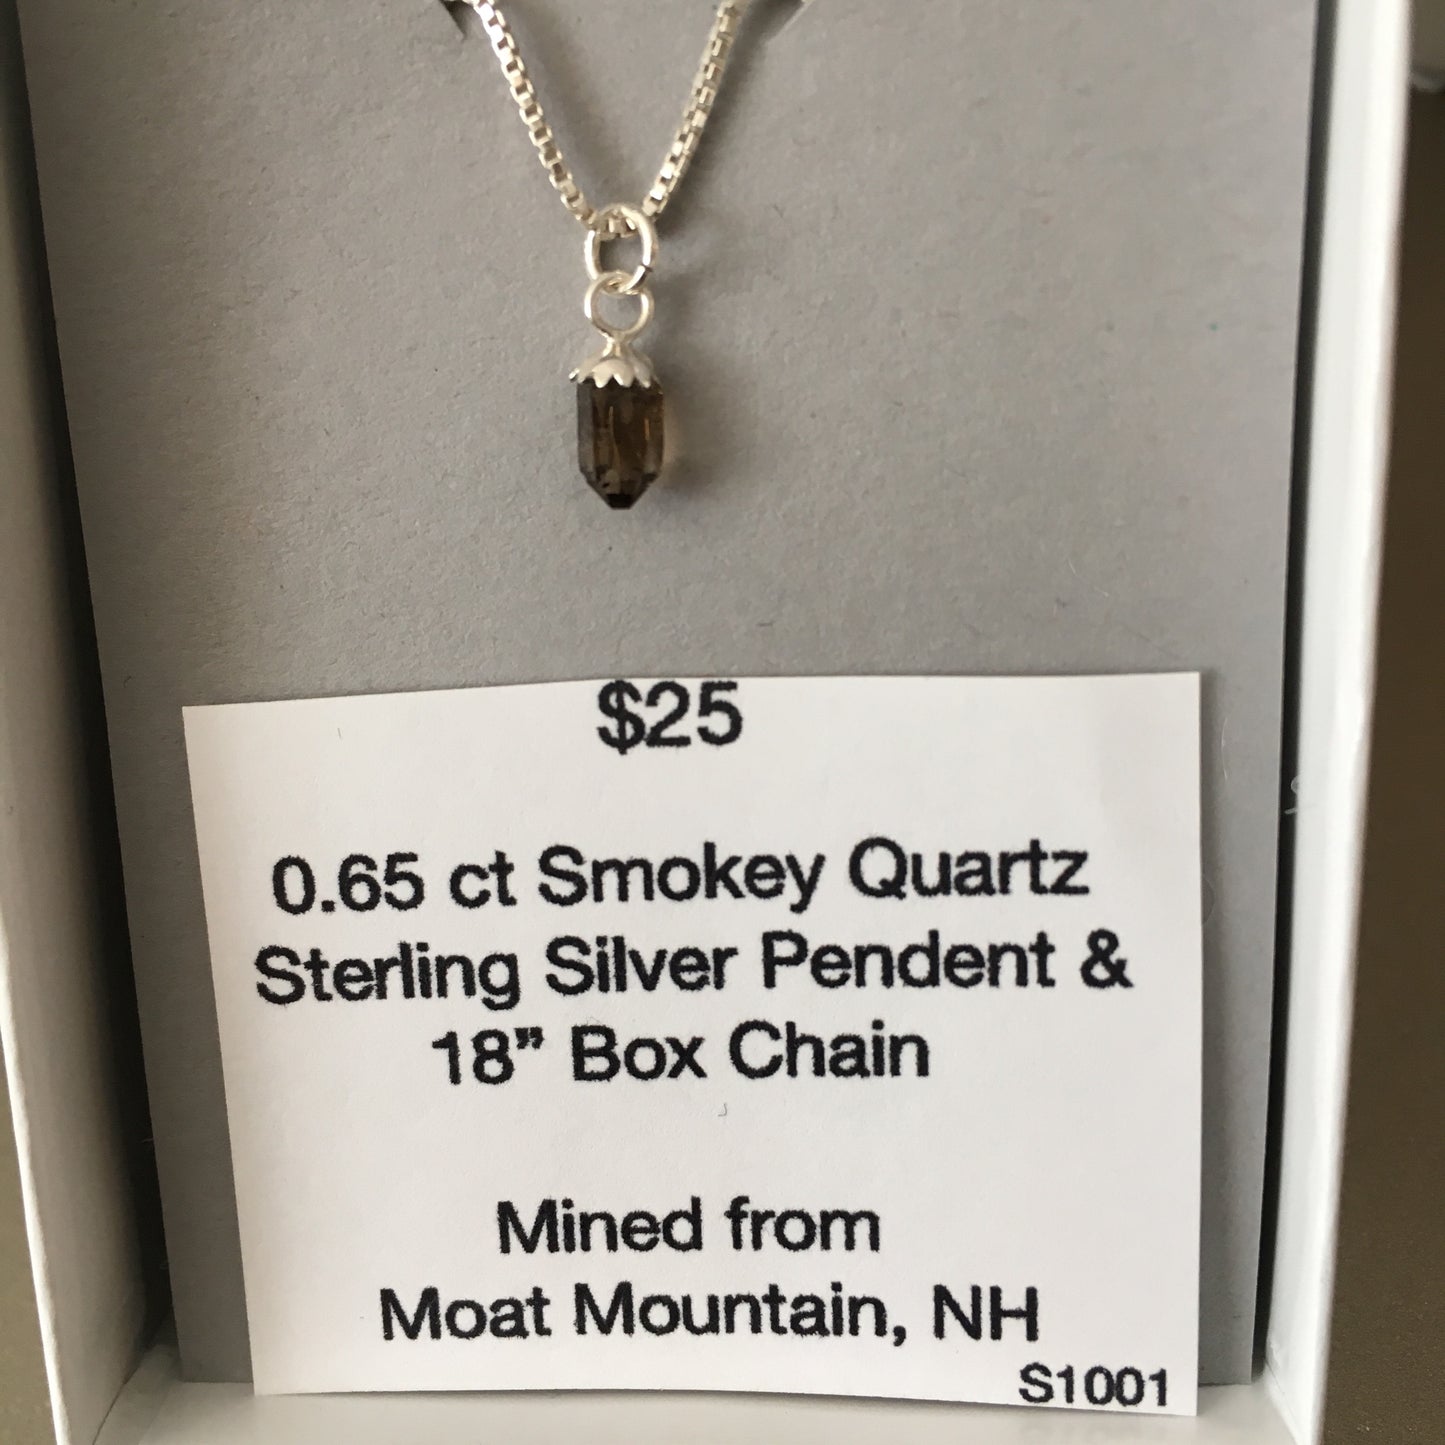 $25
0.65 ct Smokey Quartz
Sterling Silver Pendent &
18” Box Chain
Mined from
Moat Mountain, NH
S1001